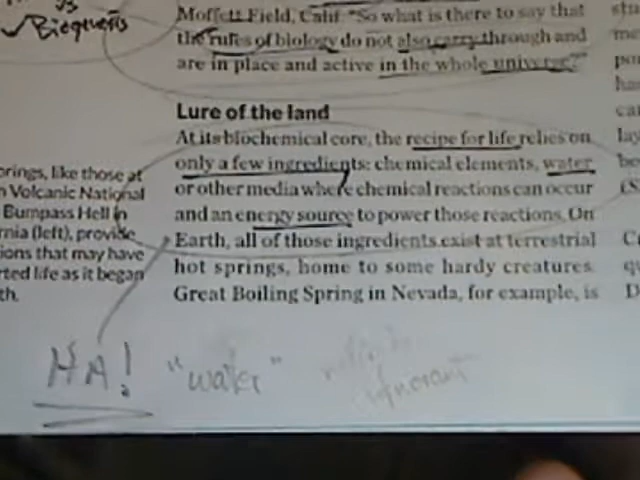 vs
Biogenesis
Moffett Field, Calif. "So what is there to say that
the rules of biology do not also carry through and
are in place and active in the whole universe?"
Lure of the land
At its biochemical core, the recipe for life relies on
only a few ingredients: chemical elements, water
or other media where chemical reactions can occur
and an energy source to power those reactions. On
Earth, all of those ingredients exist at terrestrial
hot springs, home to some hardy creatures.
Great Boiling Spring in Nevada, for example, is
prings, like those at
Volcanic National
Bumpass Hell in
rnia (left), provide
ions that may have
rted life as it began
th.
HA!
"water"
ignorant